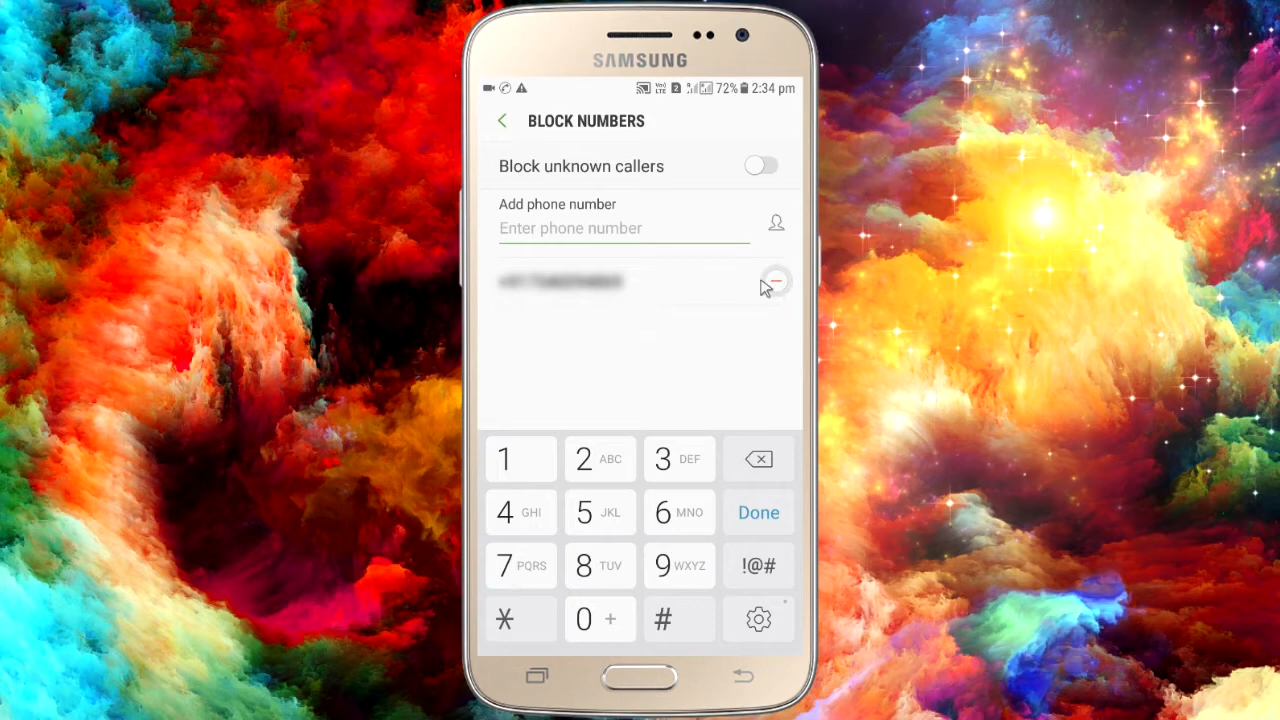 SAMSUNG
72% 2:34 pm
BLOCK NUMBERS
Block unknown callers
Add phone number
Enter phone number
1 2 ABC 3 DEF
4 GHI 5 JKL 6 MNO Done
7 PQRS 8 TUV 9 WXYZ !@#
* 0 + #